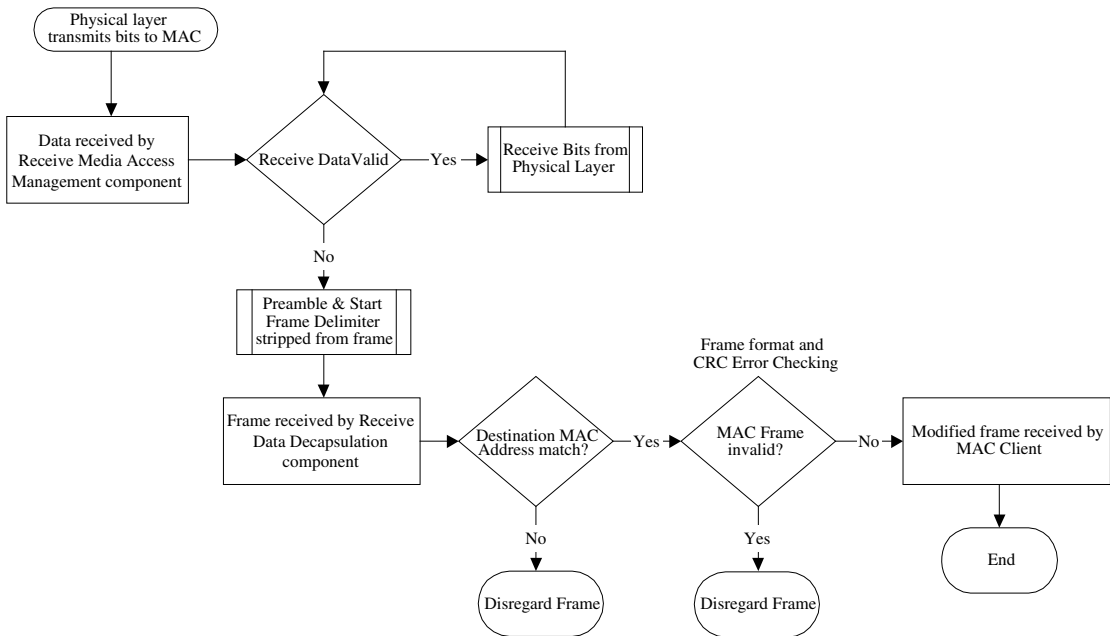 Physical layer
transmits bits to MAC
Data received by
Receive Media Access
Management component
Receive DataValid
Yes
Receive Bits from
Physical Layer
No
Preamble & Start
Frame Delimiter
stripped from frame
Frame received by Receive
Data Decapsulation
component
Destination MAC
Address match?
Yes
Frame format and
CRC Error Checking
MAC Frame
invalid?
No
Modified frame received by
MAC Client
No
Disregard Frame
Yes
Disregard Frame
End